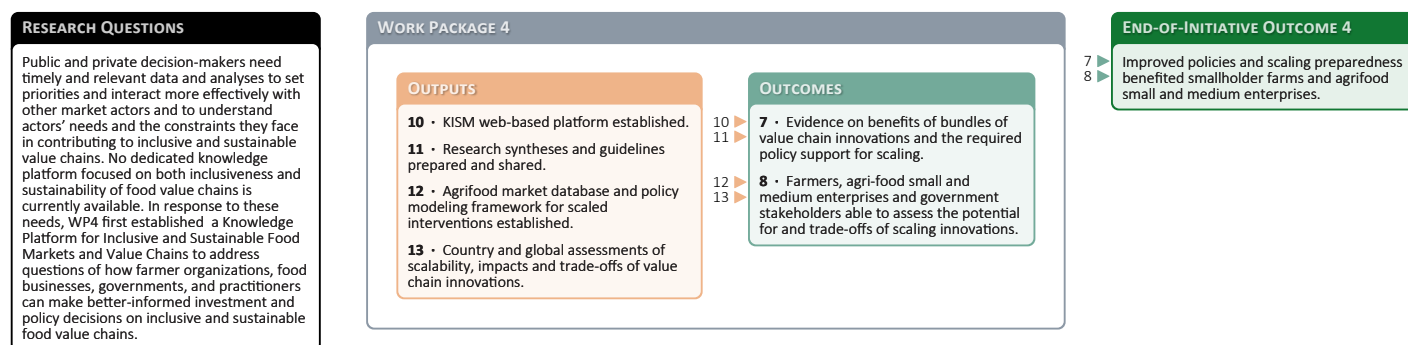 RESEARCH QUESTIONS
Public and private decision-makers need
timely and relevant data and analyses to set
priorities and interact more effectively with
other market actors and to understand
actors’ needs and the constraints they face
in contributing to inclusive and sustainable
value chains. No dedicated knowledge
platform focused on both inclusiveness and
sustainability of food value chains is
currently available. In response to these
needs, WP4 first established  a Knowledge
Platform for Inclusive and Sustainable Food
Markets and Value Chains to address
questions of how farmer organizations, food
businesses, governments, and practitioners
can make better-informed investment and
policy decisions on inclusive and sustainable
food value chains.
WORK PACKAGE 4
OUTPUTS
10 · KISM web-based platform established.
11 · Research syntheses and guidelines
prepared and shared.
12 · Agrifood market database and policy
modeling framework for scaled
interventions established.
13 · Country and global assessments of
scalability, impacts and trade-offs of value
chain innovations.
10
11
12
13
OUTCOMES
7 · Evidence on benefits of bundles of
value chain innovations and the required
policy support for scaling.
8 · Farmers, agri-food small and
medium enterprises and government
stakeholders able to assess the potential
for and trade-offs of scaling innovations.
7
8
END-OF-INITIATIVE OUTCOME 4
Improved policies and scaling preparedness
benefited smallholder farms and agrifood
small and medium enterprises.